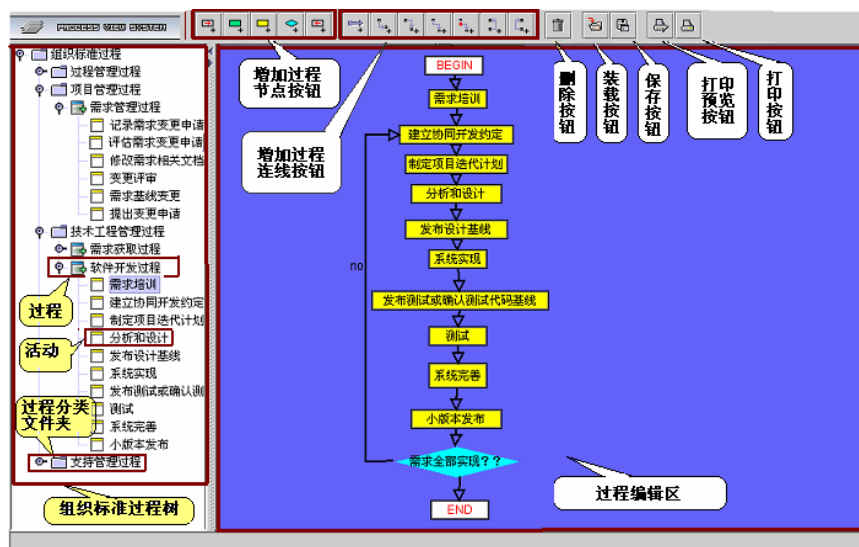 PROCESS VIEW SYSTEM
组织标准过程
过程管理过程
项目管理过程
需求管理过程
记录需求变更申请
评估需求变更申请
修改需求相关文档
变更评审
需求基线变更
提出变更申请
技术工程管理过程
需求获取过程
软件开发过程
需求培训
建立协同开发约定
制定项目迭代计划
分析和设计
发布设计基线
系统实现
发布测试或确认测
测试
系统完善
小版本发布
支持管理过程
过程
活动
过程分类
文件夹
组织标准过程树
增加过程
节点按钮
增加过程
连线按钮
删除按钮
装载按钮
保存按钮
打印
预览
按钮
打印按钮
BEGIN
需求培训
建立协同开发约定
制定项目迭代计划
分析和设计
发布设计基线
系统实现
no
发布测试或确认测试代码基线
测试
系统完善
小版本发布
需求全部实现？？
END
过程编辑区